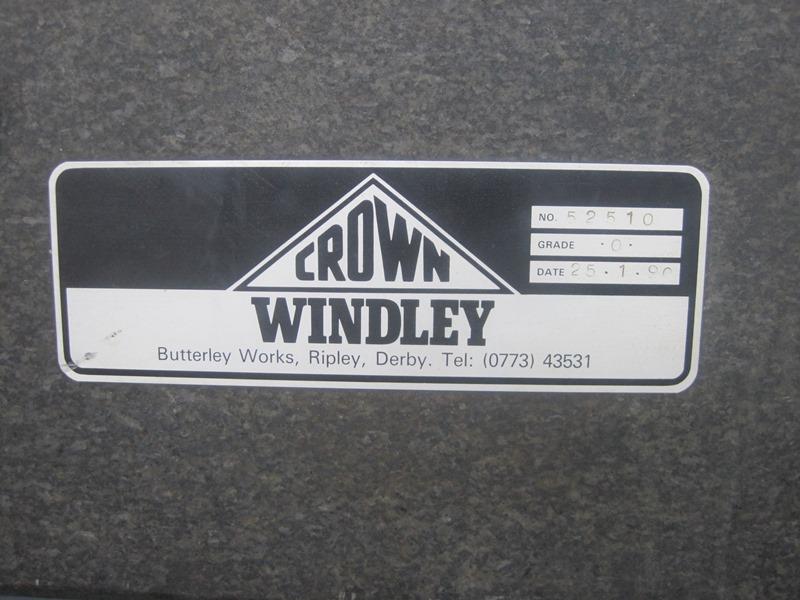 CROWN
WINDLEY
Butterley Works, Ripley, Derby. Tel: (0773) 43531
NO. 52510
GRADE ·0·
DATE 25·1·90